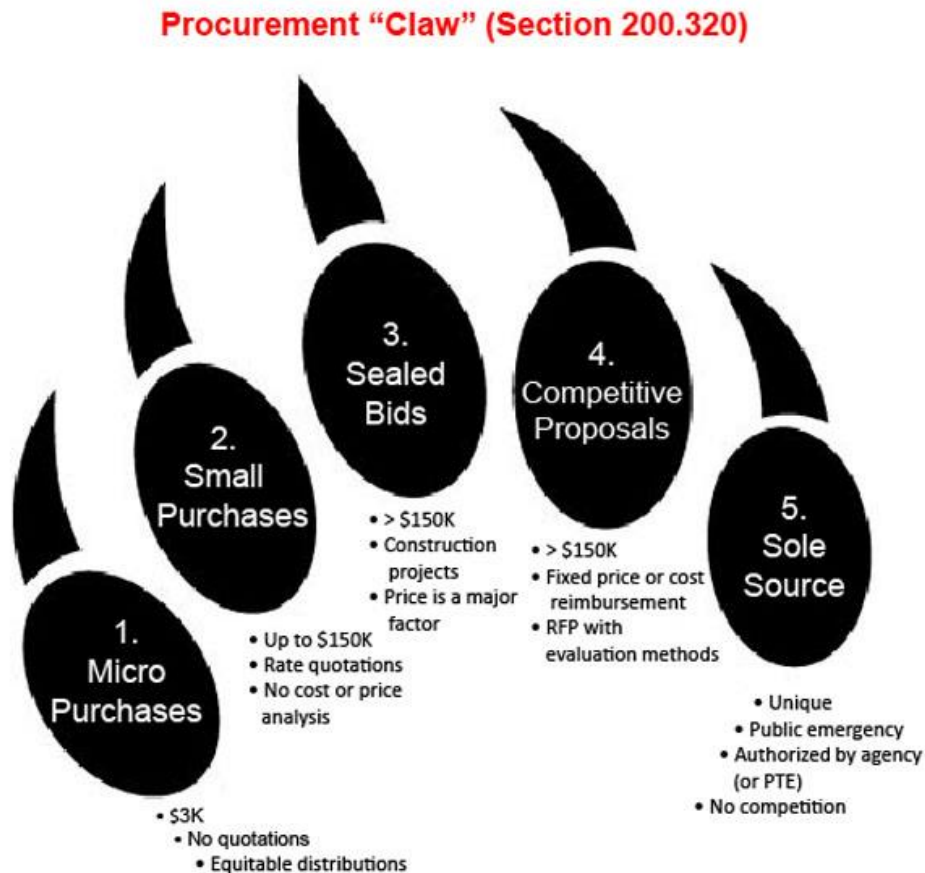 Procurement “Claw” (Section 200.320)
1.
Micro
Purchases
• $3K
• No quotations
• Equitable distributions
2.
Small
Purchases
• Up to $150K
• Rate quotations
• No cost or price
analysis
3.
Sealed
Bids
• > $150K
• Construction
projects
• Price is a major
factor
4.
Competitive
Proposals
• > $150K
• Fixed price or cost
reimbursement
• RFP with
evaluation methods
5.
Sole
Source
• Unique
• Public emergency
• Authorized by agency
(or PTE)
• No competition